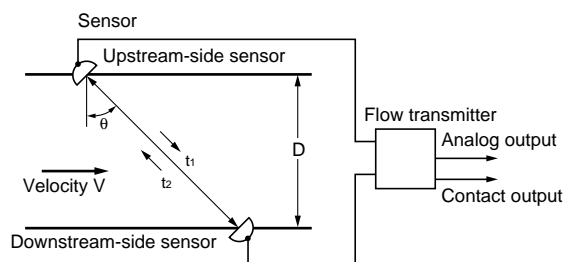 Sensor
Upstream-side sensor
Flow transmitter
Analog output
θ
D
t1
t2
Velocity V
Contact output
Downstream-side sensor